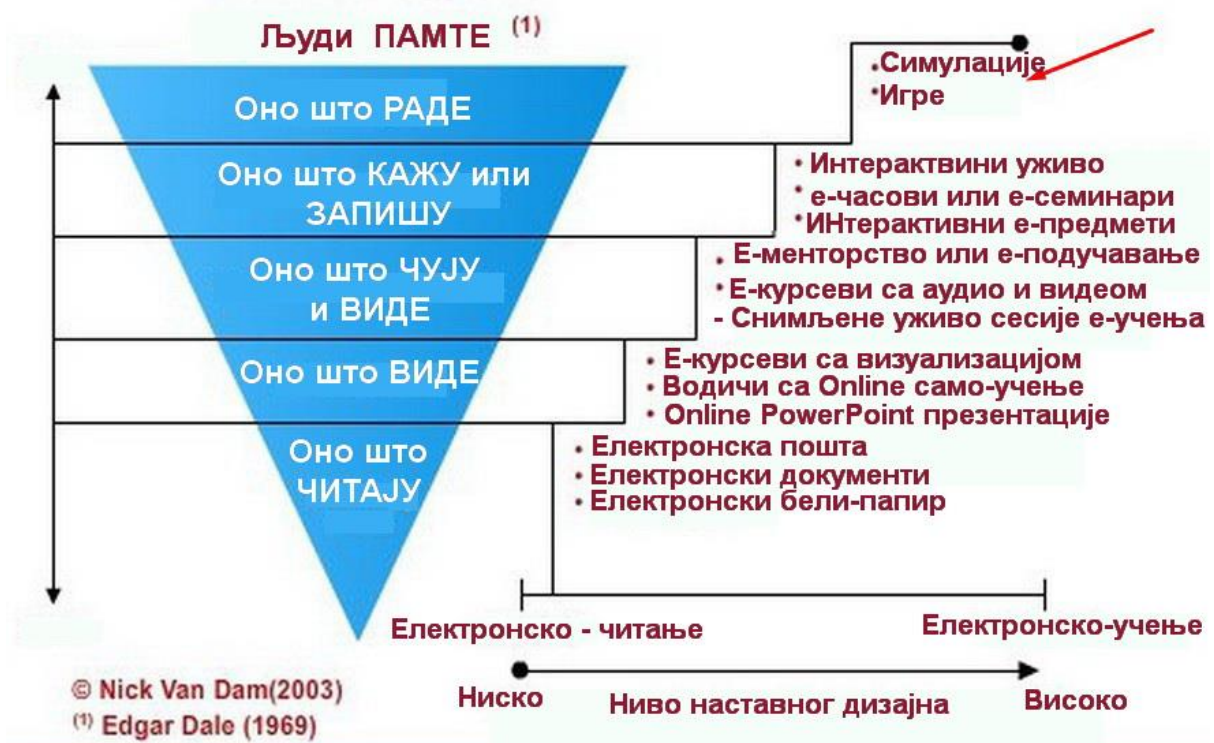 Људи ПАМТЕ (1)
Оно што РАДЕ
Оно што КАЖУ или
ЗАПИШУ
Оно што ЧУЈУ
и ВИДЕ
Оно што ВИДЕ
Оно што
ЧИТАЈУ
•Симулације
•Игре
• Интерактвини уживо
• е-часови или е-семинари
•ИНтерактивни е-предмети
• Е-менторство или е-подучавање
• Е-курсеви са аудио и видеом
- Снимљене уживо сесије е-учења
• Е-курсеви са визуализацијом
• Водичи са Online само-учење
• Online PowerPoint презентације
• Електронска пошта
• Електронски документи
• Електронски бели-папир
Електронско - читање
Електронско-учење
Ниско
Ниво наставног дизајна
Високо
© Nick Van Dam(2003)
(1) Edgar Dale (1969)